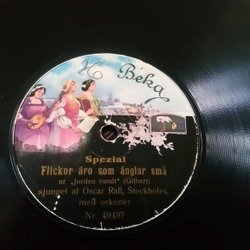 Beka
Spezial
Flickor äro som änglar små
ur „Jorden rundt“ (Gilbert)
sjunget af Oscar Ralf, Stockholm,
med orkester
Nr. 49497